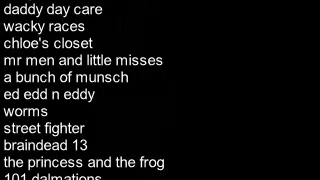 daddy day care
wacky races
chloe's closet
mr men and little misses
a bunch of munsch
ed edd n eddy
worms
street fighter
braindead 13
the princess and the frog
101 dalmations